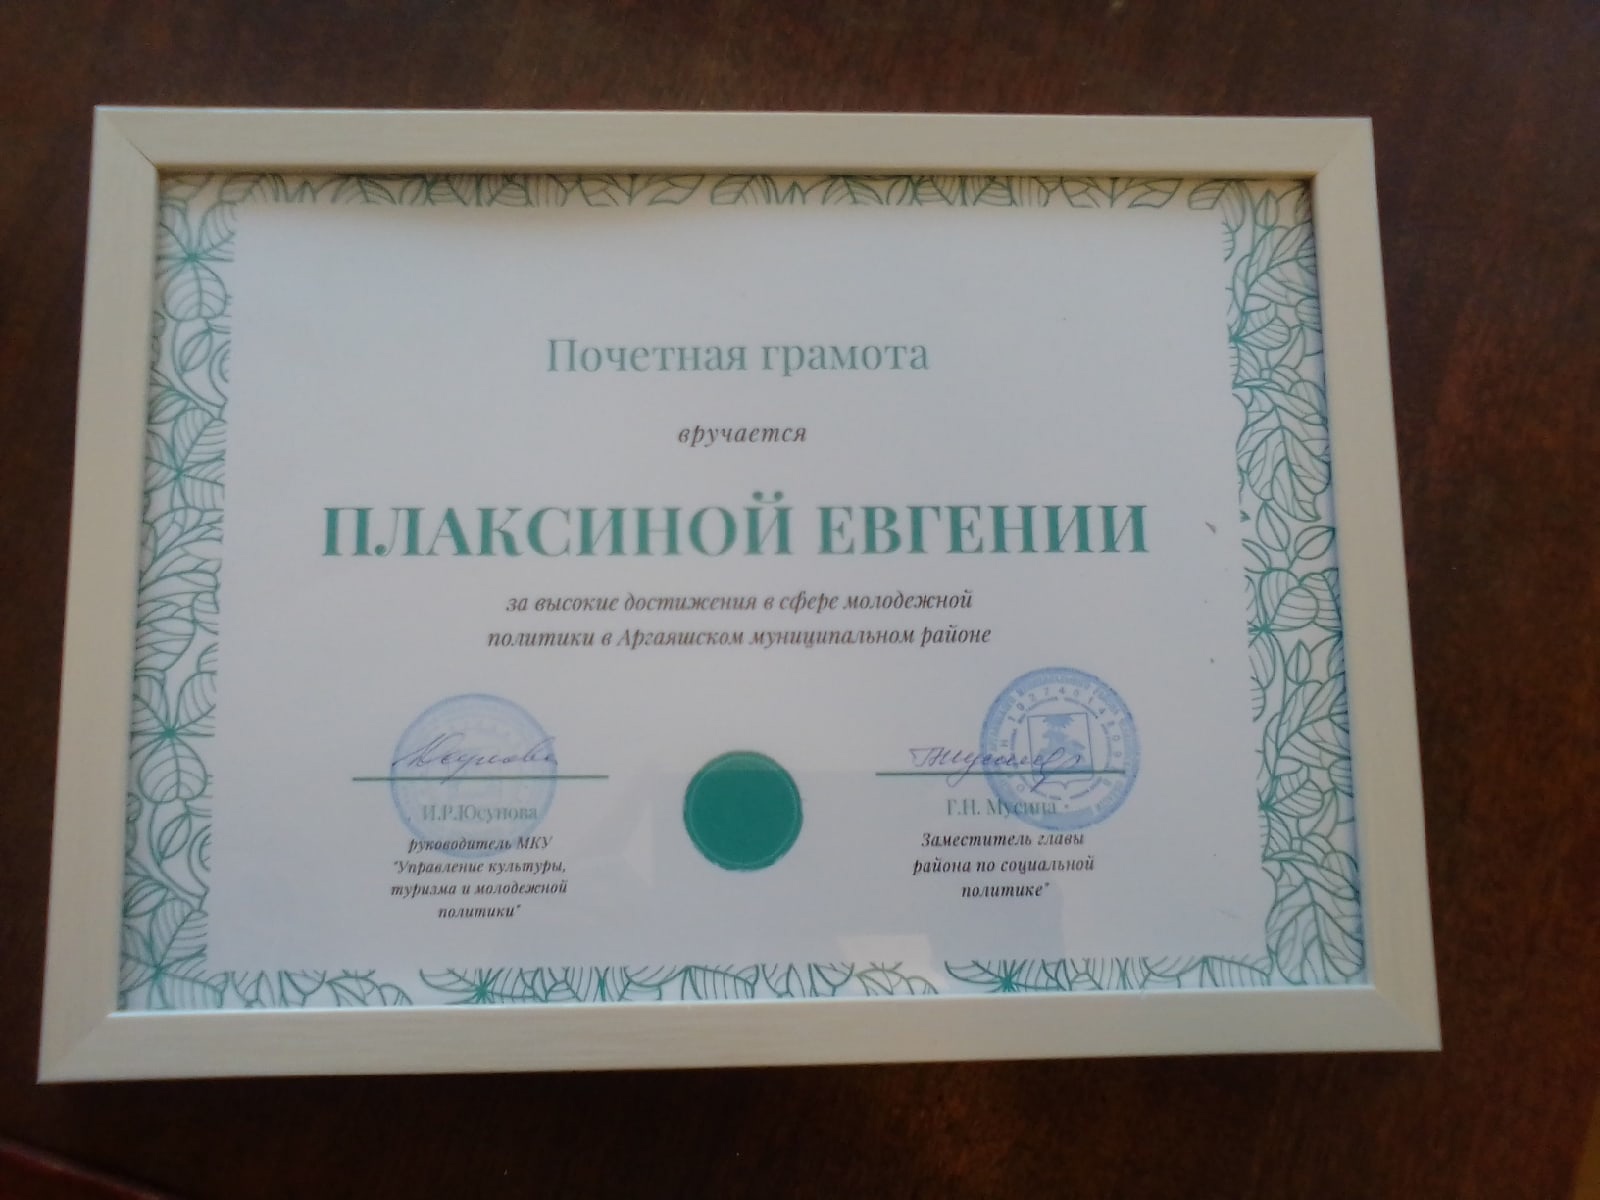 Почетная грамота
вручается
ПЛАКСИНОЙ ЕВГЕНИИ
за высокие достижения в сфере молодежной
политики в Аргаяшском муниципальном районе
И.Р.Юсупова
руководитель МКУ
"Управление культуры,
туризма и молодежной
политики"
Г.Н. Мусина
Заместитель главы
района по социальной
политике"